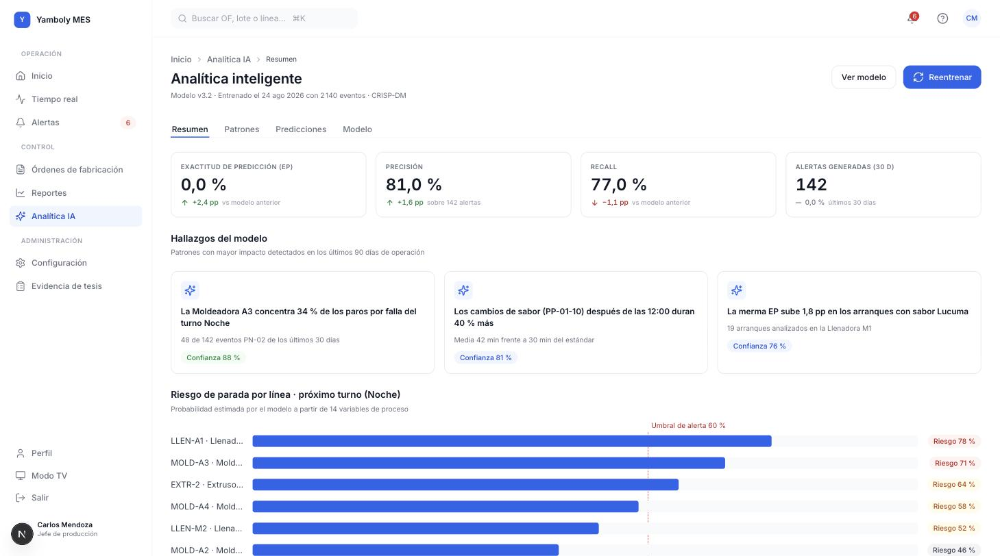 Y Yamboly MES
Buscar OF, lote o línea... ⌘K
6
CM
OPERACIÓN
Inicio
Tiempo real
Alertas 6
CONTROL
Órdenes de fabricación
Reportes
Analítica IA
ADMINISTRACIÓN
Configuración
Evidencia de tesis
Perfil
Modo TV
Salir
N
Carlos Mendoza
Jefe de producción
Inicio > Analítica IA > Resumen
Analítica inteligente
Modelo v3.2 · Entrenado el 24 ago 2026 con 2 140 eventos · CRISP-DM
Ver modelo
Reentrenar
Resumen Patrones Predicciones Modelo
EXACTITUD DE PREDICCIÓN (EP)
0,0 %
↑ +2,4 pp vs modelo anterior
PRECISIÓN
81,0 %
↑ +1,6 pp sobre 142 alertas
RECALL
77,0 %
↓ −1,1 pp vs modelo anterior
ALERTAS GENERADAS (30 D)
142
— 0,0 % últimos 30 días
Hallazgos del modelo
Patrones con mayor impacto detectados en los últimos 90 días de operación
La Moldeadora A3 concentra 34 % de los paros por falla del
turno Noche
48 de 142 eventos PN-02 de los últimos 30 días
Confianza 88 %
Los cambios de sabor (PP-01-10) después de las 12:00 duran
40 % más
Media 42 min frente a 30 min del estándar
Confianza 81 %
La merma EP sube 1,8 pp en los arranques con sabor Lucuma
19 arranques analizados en la Llenadora M1
Confianza 76 %
Riesgo de parada por línea · próximo turno (Noche)
Probabilidad estimada por el modelo a partir de 14 variables de proceso
Umbral de alerta 60 %
LLEN-A1 · Llenad... Riesgo 78 %
MOLD-A3 · Mold... Riesgo 71 %
EXTR-2 · Extruso... Riesgo 64 %
MOLD-A4 · Mold... Riesgo 58 %
LLEN-M2 · Llena... Riesgo 52 %
MOLD-A2 · Mold... Riesgo 46 %